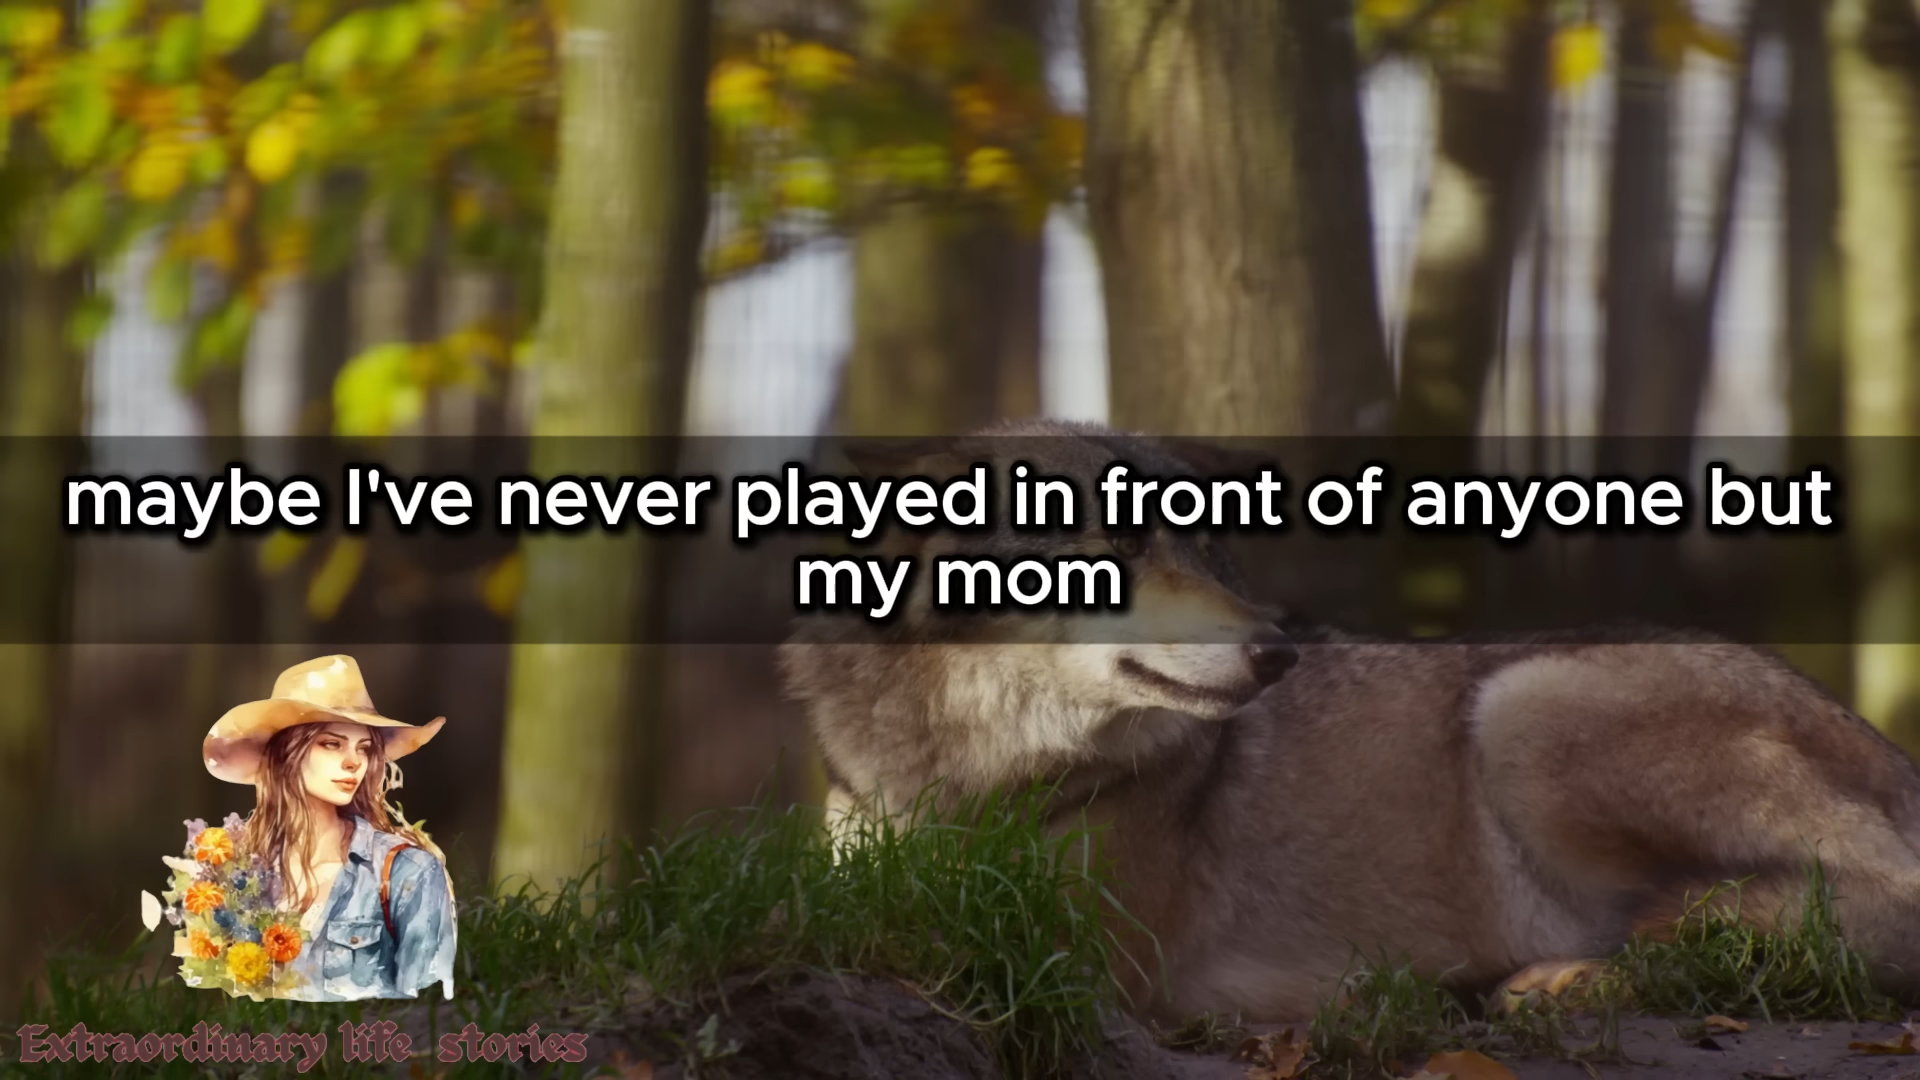 maybe I've never played in front of anyone but
my mom
Extraordinary life stories